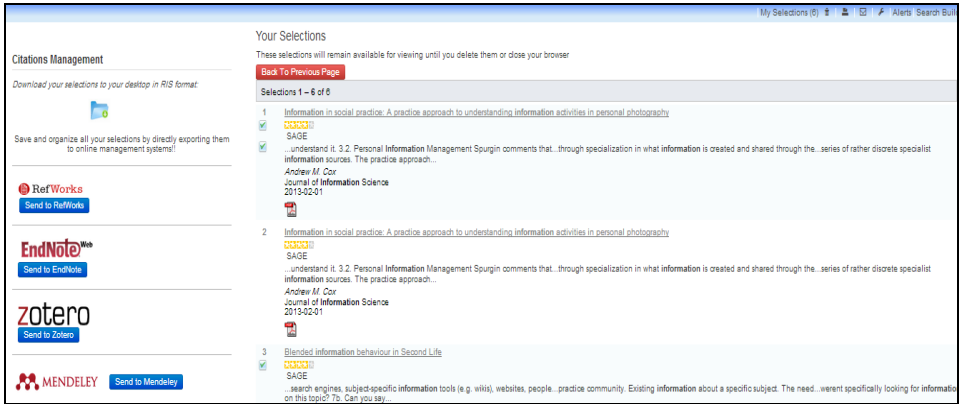 My Selections (6) Alerts Search Buil
Your Selections
These selections will remain available for viewing until you delete them or close your browser
Back To Previous Page
Selections 1 – 6 of 6
Citations Management
Download your selections to your desktop in RIS format:
Save and organize all your selections by directly exporting them
to online management systems!!
RefWorks
Send to RefWorks
EndNote Web
Send to EndNote
zotero
Send to Zotero
MENDELEY Send to Mendeley
1 Information in social practice: A practice approach to understanding information activities in personal photography
SAGE
...understand it. 3.2. Personal Information Management Spurgin comments that...through specialization in what information is created and shared through the...series of rather discrete specialist
information sources. The practice approach...
Andrew M. Cox
Journal of Information Science
2013-02-01
2 Information in social practice: A practice approach to understanding information activities in personal photography
SAGE
...understand it. 3.2. Personal Information Management Spurgin comments that...through specialization in what information is created and shared through the...series of rather discrete specialist
information sources. The practice approach...
Andrew M. Cox
Journal of Information Science
2013-02-01
3 Blended information behaviour in Second Life
SAGE
...search engines, subject-specific information tools (e.g. wikis), websites, people...practice community. Existing information about a specific subject. The need...werent specifically looking for informatio
on this topic? 7b. Can you say...